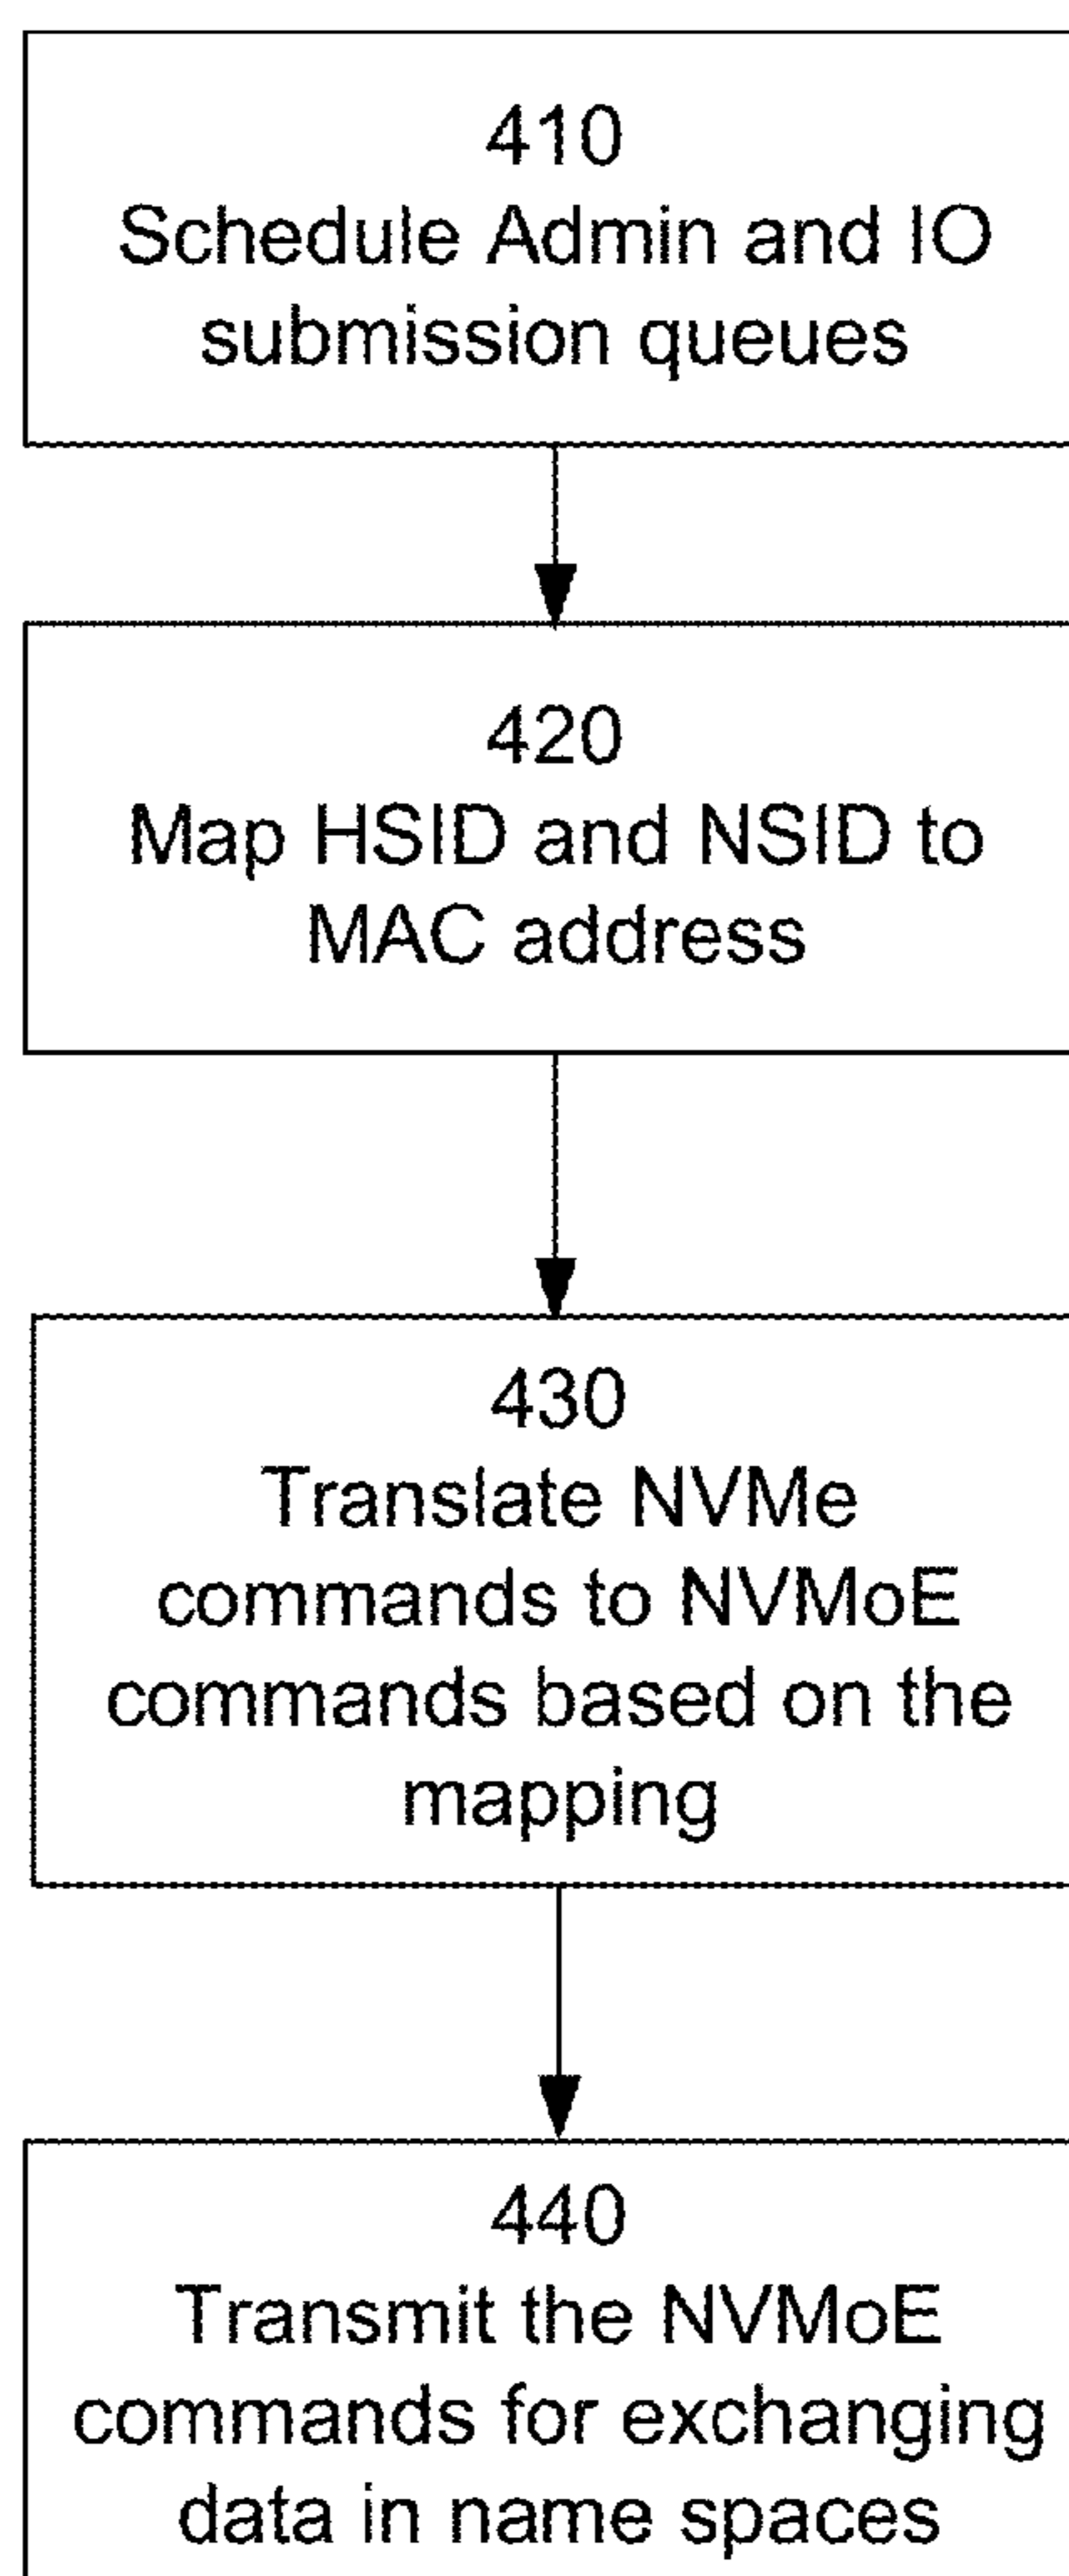 410
Schedule Admin and IO
submission queues
420
Map HSID and NSID to
MAC address
430
Translate NVMe
commands to NVMoE
commands based on the
mapping
440
Transmit the NVMoE
commands for exchanging
data in name spaces